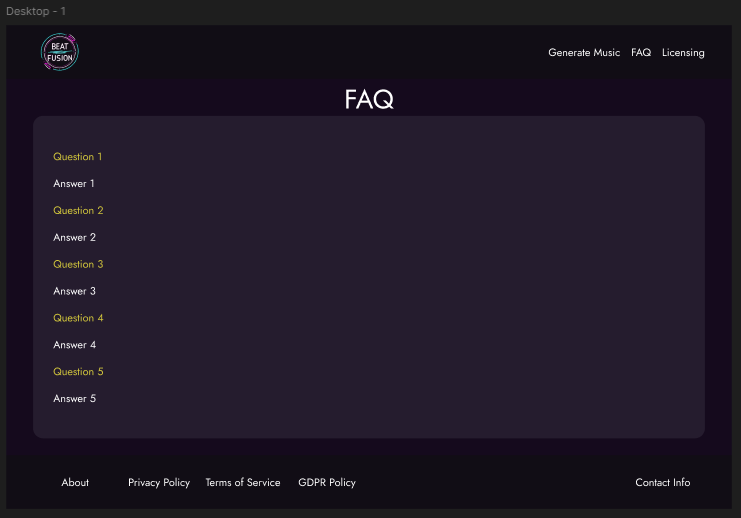 Desktop - 1
BEAT
FUSION
Generate Music FAQ Licensing
FAQ
Question 1
Answer 1
Question 2
Answer 2
Question 3
Answer 3
Question 4
Answer 4
Question 5
Answer 5
About Privacy Policy Terms of Service GDPR Policy Contact Info